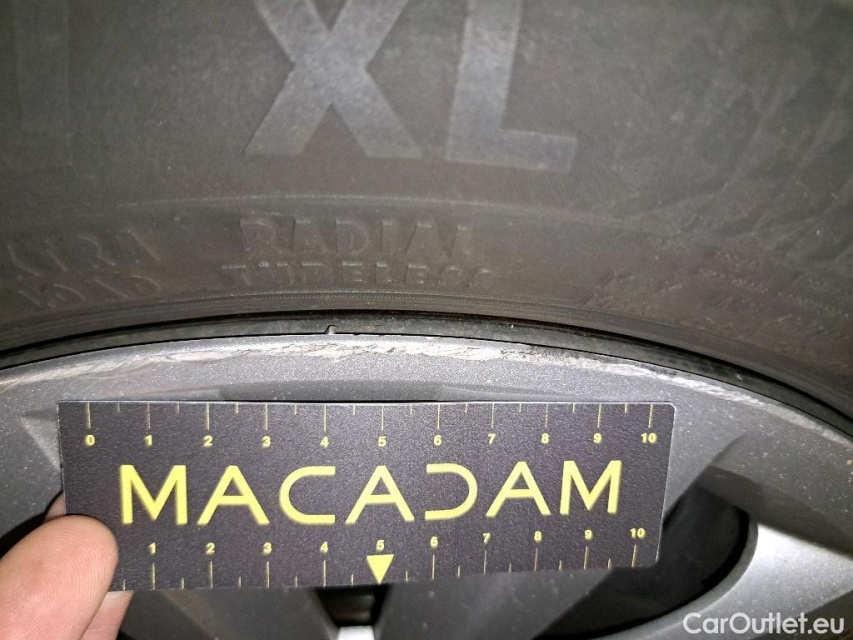 XL
RADIAL
TUBELESS
0 1 2 3 4 5 6 7 8 9 10
MACADAM
1 2 3 4 5 6 7 8 9 10
CarOutlet.eu